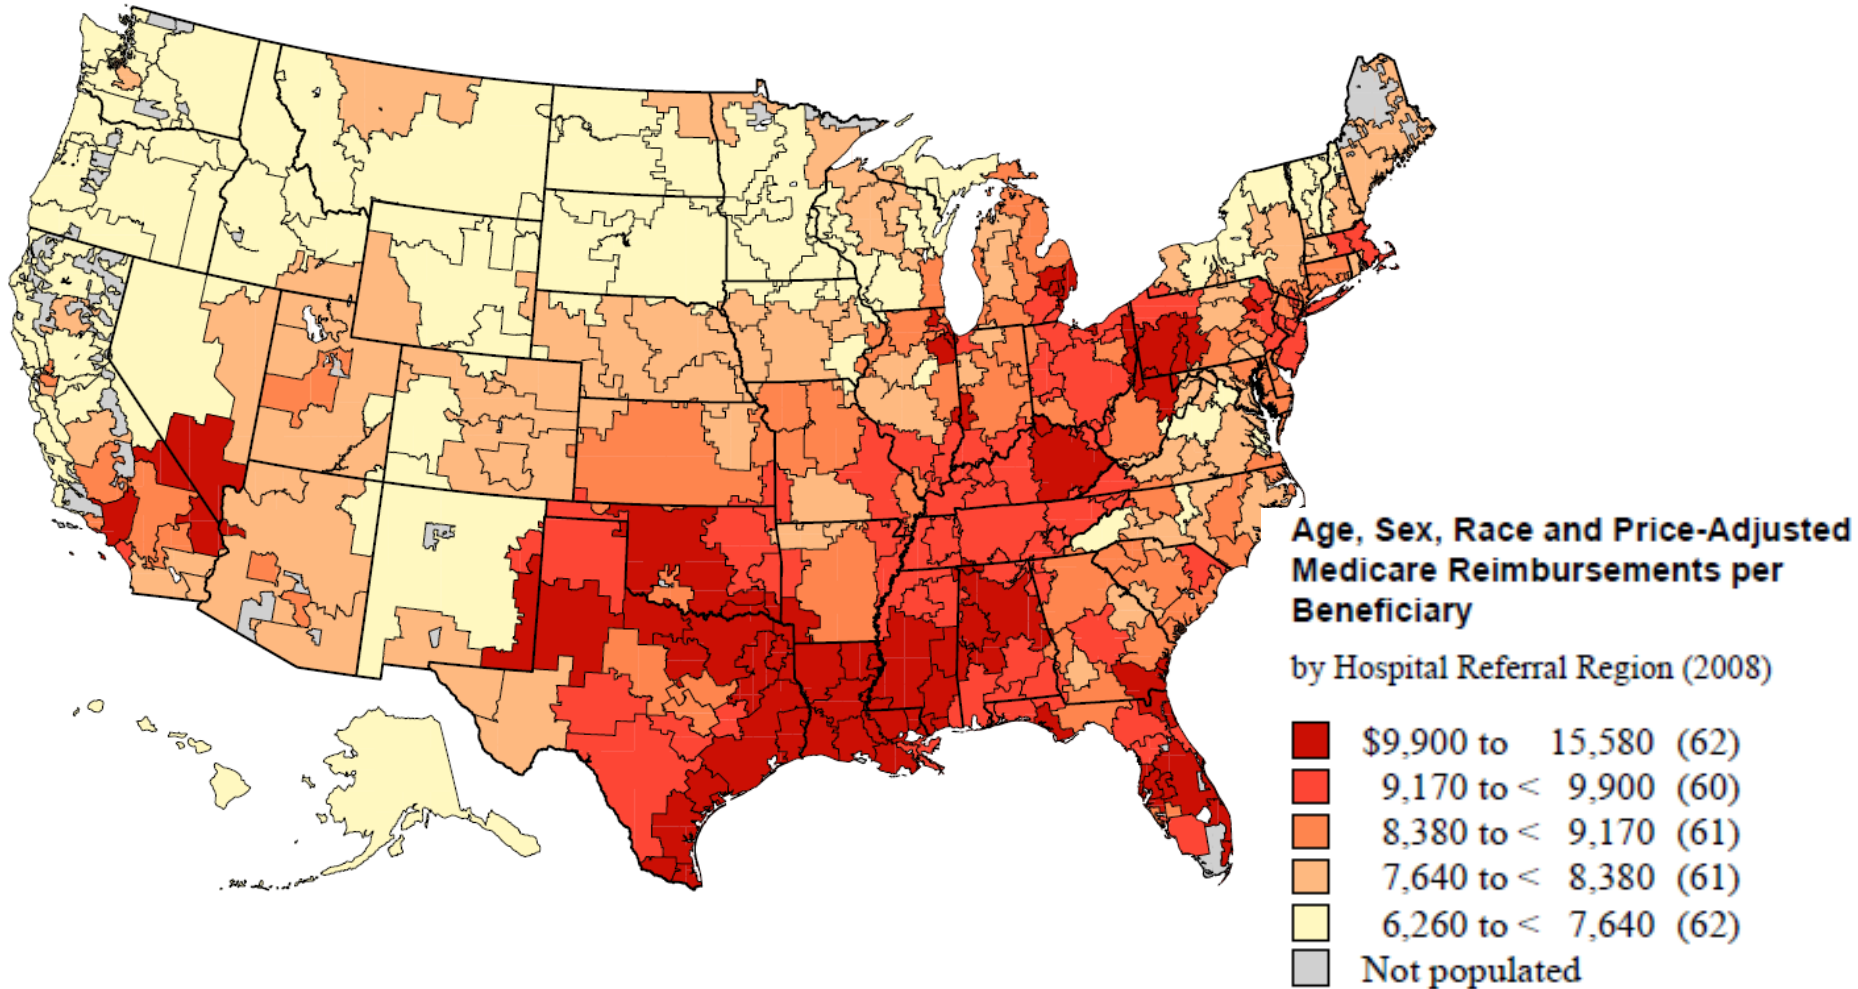 Age, Sex, Race and Price-Adjusted
Medicare Reimbursements per
Beneficiary
by Hospital Referral Region (2008)
$9,900 to 15,580 (62)
9,170 to < 9,900 (60)
8,380 to < 9,170 (61)
7,640 to < 8,380 (61)
6,260 to < 7,640 (62)
Not populated